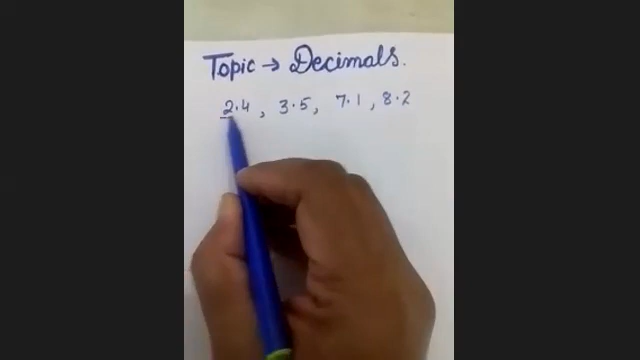 Topic → Decimals.
2.4, 3.5, 7.1, 8.2